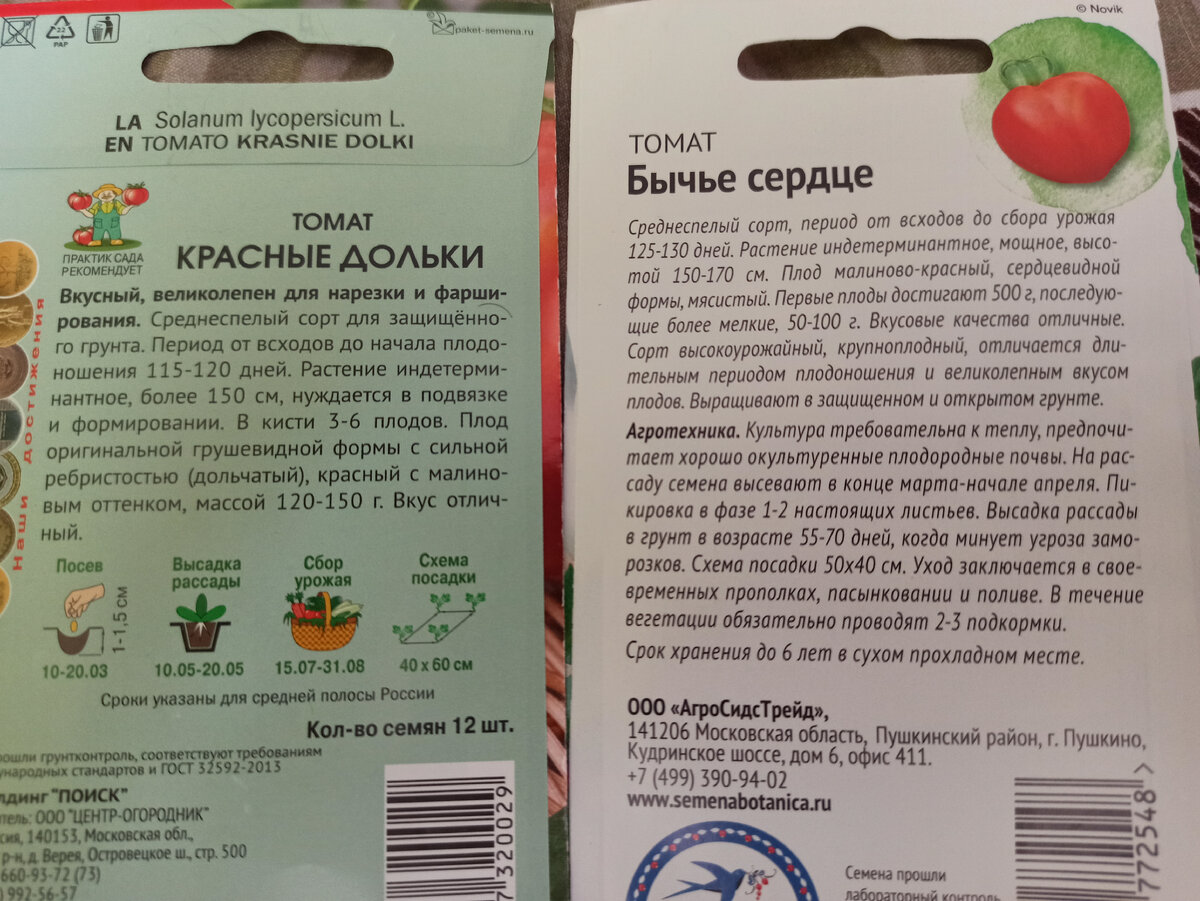 22
PAP
paket-semena.ru
LA Solanum lycopersicum L.
EN TOMATO KRASNIE DOLKI
ПРАКТИК САДА
РЕКОМЕНДУЕТ
ТОМАТ
КРАСНЫЕ ДОЛЬКИ
Вкусный, великолепен для нарезки и фарши-
рования. Среднеспелый сорт для защищённо-
го грунта. Период от всходов до начала плодо-
ношения 115-120 дней. Растение индетерми-
нантное, более 150 см, нуждается в подвязке
и формировании. В кисти 3-6 плодов. Плод
оригинальной грушевидной формы с сильной
ребристостью (дольчатый), красный с малино-
вым оттенком, массой 120-150 г. Вкус отлич-
ный.
Наши достижения
Посев
Высадка
рассады
Сбор
урожая
Схема
посадки
1-1,5 см
10-20.03
10.05-20.05
15.07-31.08
40 х 60 см
Сроки указаны для средней полосы России
Кол-во семян 12 шт.
грунтконтроль, соответствуют требованиям
стандартов и ГОСТ 32592-2013
"ПОИСК"
ООО "ЦЕНТР-ОГОРОДНИК"
140153, Московская обл.,
р-н, д. Верея, Островецкое ш., стр. 500
660-93-72 (73)
992-56-57
7320029
© Novik
ТОМАТ
Бычье сердце
Среднеспелый сорт, период от всходов до сбора урожая
125-130 дней. Растение индетерминантное, мощное, высо-
той 150-170 см. Плод малиново-красный, сердцевидной
формы, мясистый. Первые плоды достигают 500 г, последую-
щие более мелкие, 50-100 г. Вкусовые качества отличные.
Сорт высокоурожайный, крупноплодный, отличается дли-
тельным периодом плодоношения и великолепным вкусом
плодов. Выращивают в защищенном и открытом грунте.
Агротехника. Культура требовательна к теплу, предпочи-
тает хорошо окультуренные плодородные почвы. На рас-
саду семена высевают в конце марта-начале апреля. Пи-
кировка в фазе 1-2 настоящих листьев. Высадка рассады
в грунт в возрасте 55-70 дней, когда минует угроза замо-
розков. Схема посадки 50х40 см. Уход заключается в свое-
временных прополках, пасынковании и поливе. В течение
вегетации обязательно проводят 2-3 подкормки.
Срок хранения до 6 лет в сухом прохладном месте.
ООО «АгроСидсТрейд»,
141206 Московская область, Пушкинский район, г. Пушкино,
Кудринское шоссе, дом 6, офис 411.
+7 (499) 390-94-02
www.semenabotanica.ru
Семена прошли
лабораторный контроль
772548 >